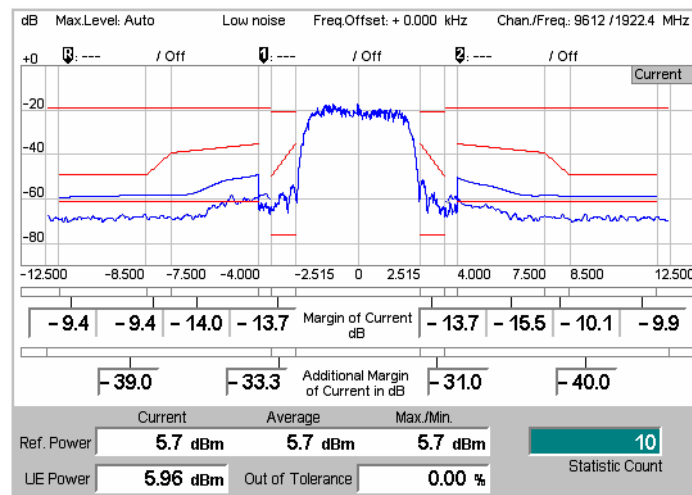 dB Max.Level: Auto Low noise Freq.Offset: + 0.000 kHz Chan./Freq.: 9612 /1922.4 MHz
R : --- / Off 1 : --- / Off 2 : --- / Off
+0
Current
-20
-40
-60
-80
-12.500 -8.500 -7.500 -4.000 -2.515 0 2.515 4.000 7.500 8.500 12.500
- 9.4 - 9.4 - 14.0 - 13.7 Margin of Current - 13.7 - 15.5 - 10.1 - 9.9
dB
- 39.0 - 33.3 Additional Margin - 31.0 - 40.0
of Current in dB
Current Average Max./Min.
Ref. Power 5.7 dBm 5.7 dBm 5.7 dBm 10
Statistic Count
UE Power 5.96 dBm Out of Tolerance 0.00 %